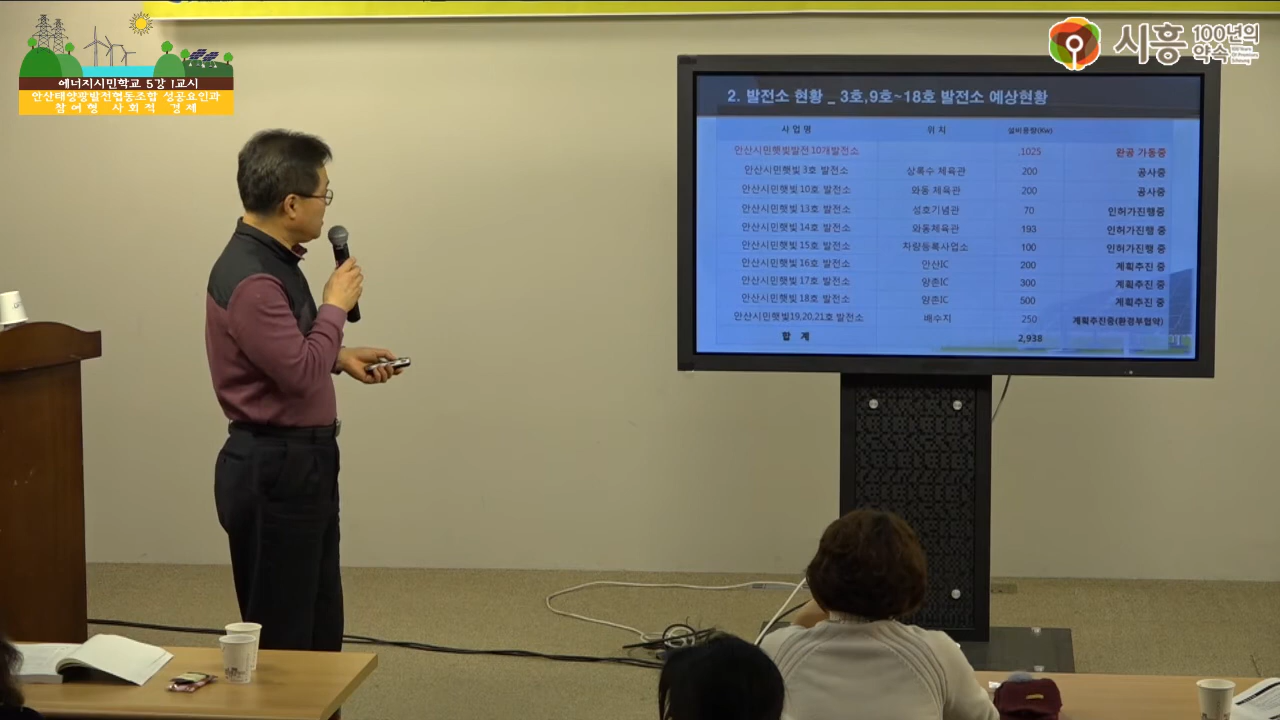 에너지시민학교 5강 1교시
안산태양광발전협동조합 성공요인과
참여형 사회적 경제
시흥 100년의 약속
2. 발전소 현황 _ 3호,9호~18호 발전소 예상현황
사 업 명 위 치 설비용량(Kw)
안산시민햇빛발전.10개발전소 .1025 완공 가동중
안산시민햇빛 3호 발전소 상록수 체육관 200 공사중
안산시민햇빛 10호 발전소 와동 체육관 200 공사중
안산시민햇빛 13호 발전소 성호기념관 70 인허가진행중
안산시민햇빛 14호 발전소 와동체육관 193 인허가진행 중
안산시민햇빛 15호 발전소 차량등록사업소 100 인허가진행 중
안산시민햇빛 16호 발전소 안산IC 200 계획추진 중
안산시민햇빛 17호 발전소 양촌IC 300 계획추진 중
안산시민햇빛 18호 발전소 양촌IC 500 계획추진 중
안산시민햇빛19,20,21호 발전소 배수지 250 계획추진중(환경부협약)
합 계 2,938